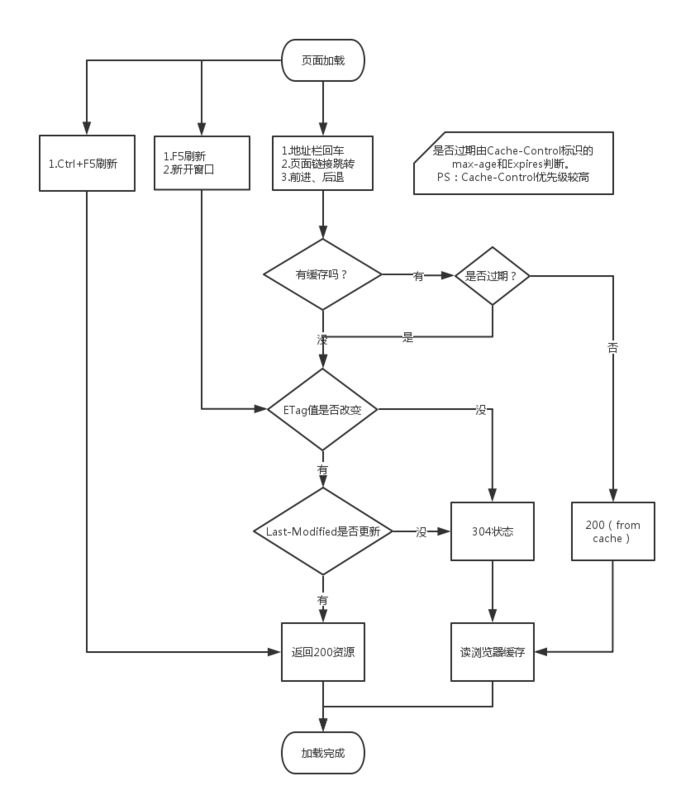 页面加载
1.Ctrl+F5刷新
1.F5刷新
2.新开窗口
1.地址栏回车
2.页面链接跳转
3.前进、后退
是否过期由Cache-Control标识的
max-age和Expires判断。
PS：Cache-Control优先级较高
有缓存吗？
有
是否过期？
没
是
否
ETag值是否改变
没
有
Last-Modified是否更新
没
304状态
200（from
cache）
有
返回200资源
读浏览器缓存
加载完成